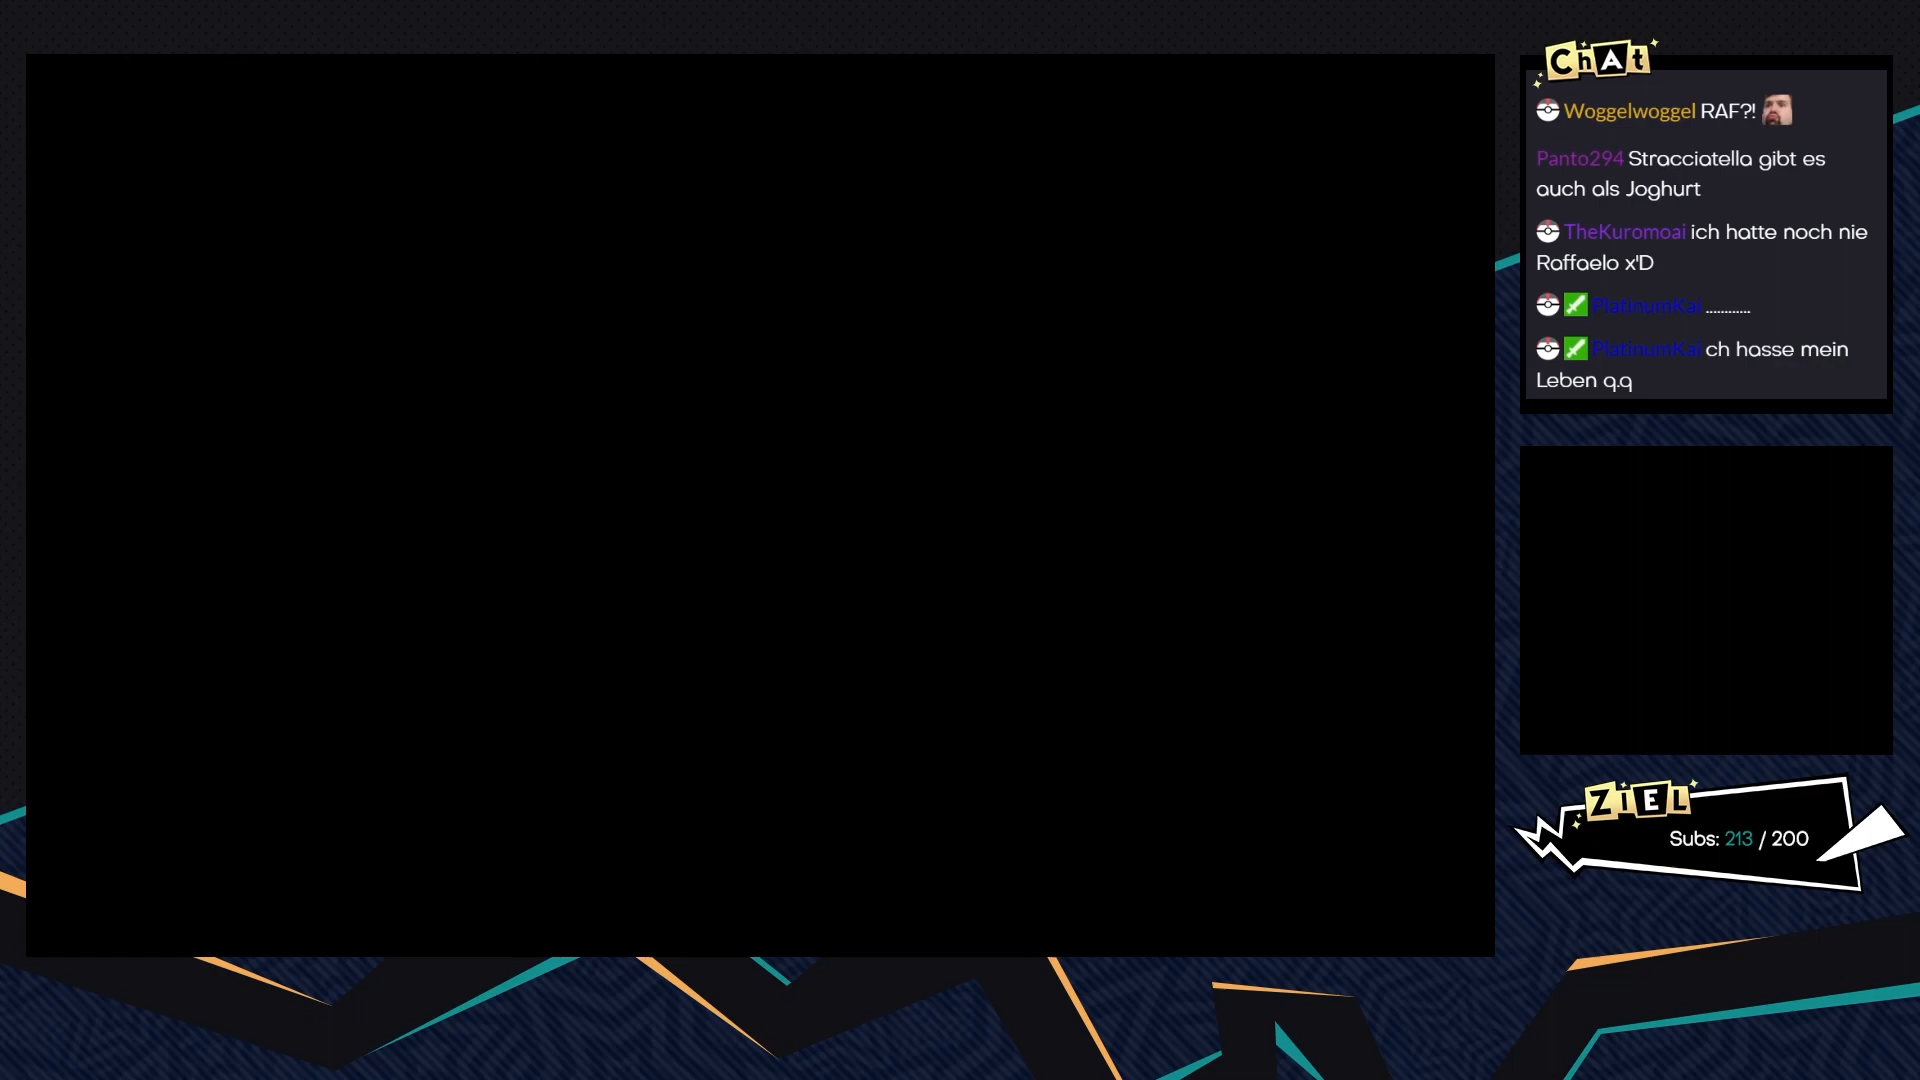 ChAt
Woggelwoggel RAF?!
Panto294 Stracciatella gibt es
auch als Joghurt
TheKuromoai ich hatte noch nie
Raffaelo x'D
PlatinumKai ............
PlatinumKai ch hasse mein
Leben q.q
ZIEL
Subs: 213 / 200